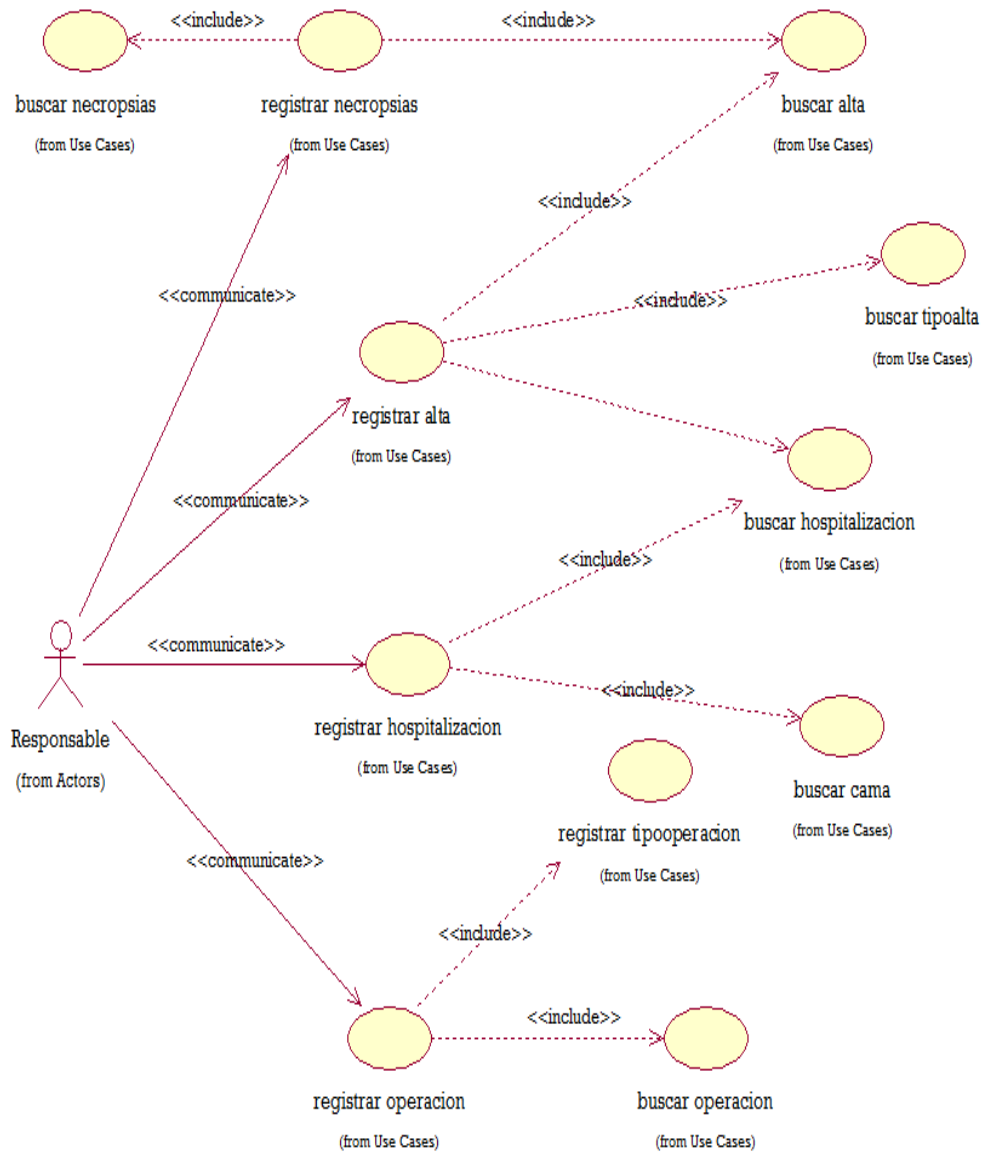 <<include>>
<<include>>
buscar necropsias
(from Use Cases)
registrar necropsias
(from Use Cases)
buscar alta
(from Use Cases)
<<include>>
<<communicate>>
<<include>>
buscar tipoalta
(from Use Cases)
registrar alta
(from Use Cases)
<<communicate>>
buscar hospitalizacion
(from Use Cases)
<<include>>
<<communicate>>
<<include>>
registrar hospitalizacion
(from Use Cases)
Responsable
(from Actors)
buscar cama
(from Use Cases)
registrar tipooperacion
(from Use Cases)
<<communicate>>
<<include>>
<<include>>
registrar operacion
(from Use Cases)
buscar operacion
(from Use Cases)